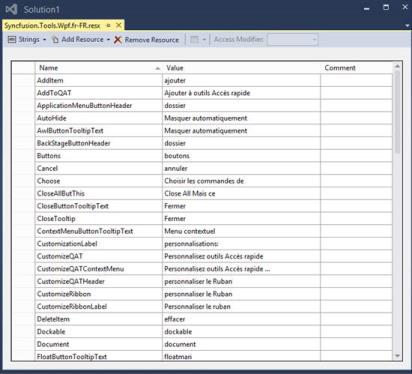 Solution1
Syncfusion.Tools.Wpf.fr-FR.resx
Strings Add Resource Remove Resource Access Modifier:
Name Value Comment
AddItem ajouter
AddToQAT Ajouter à outils Accès rapide
ApplicationMenuButtonHeader dossier
AutoHide Masquer automatiquement
AwlButtonTooltipText Masquer automatiquement
BackStageButtonHeader dossier
Buttons boutons
Cancel annuler
Choose Choisir les commandes de
CloseAllButThis Close All Mais ce
CloseButtonTooltipText Fermer
CloseTooltip Fermer
ContextMenuButtonTooltipText Menu contextuel
CustomizationLabel personnalisations:
CustomizeQAT Personnalisez outils Accès rapide
CustomizeQATContextMenu Personnalisez outils Accès rapide ...
CustomizeQATHeader personnaliser le Ruban
CustomizeRibbon personnaliser le Ruban
CustomizeRibbonLabel Personnaliser le ruban
DeleteItem effacer
Dockable dockable
Document document
FloatButtonTooltipText floatmari